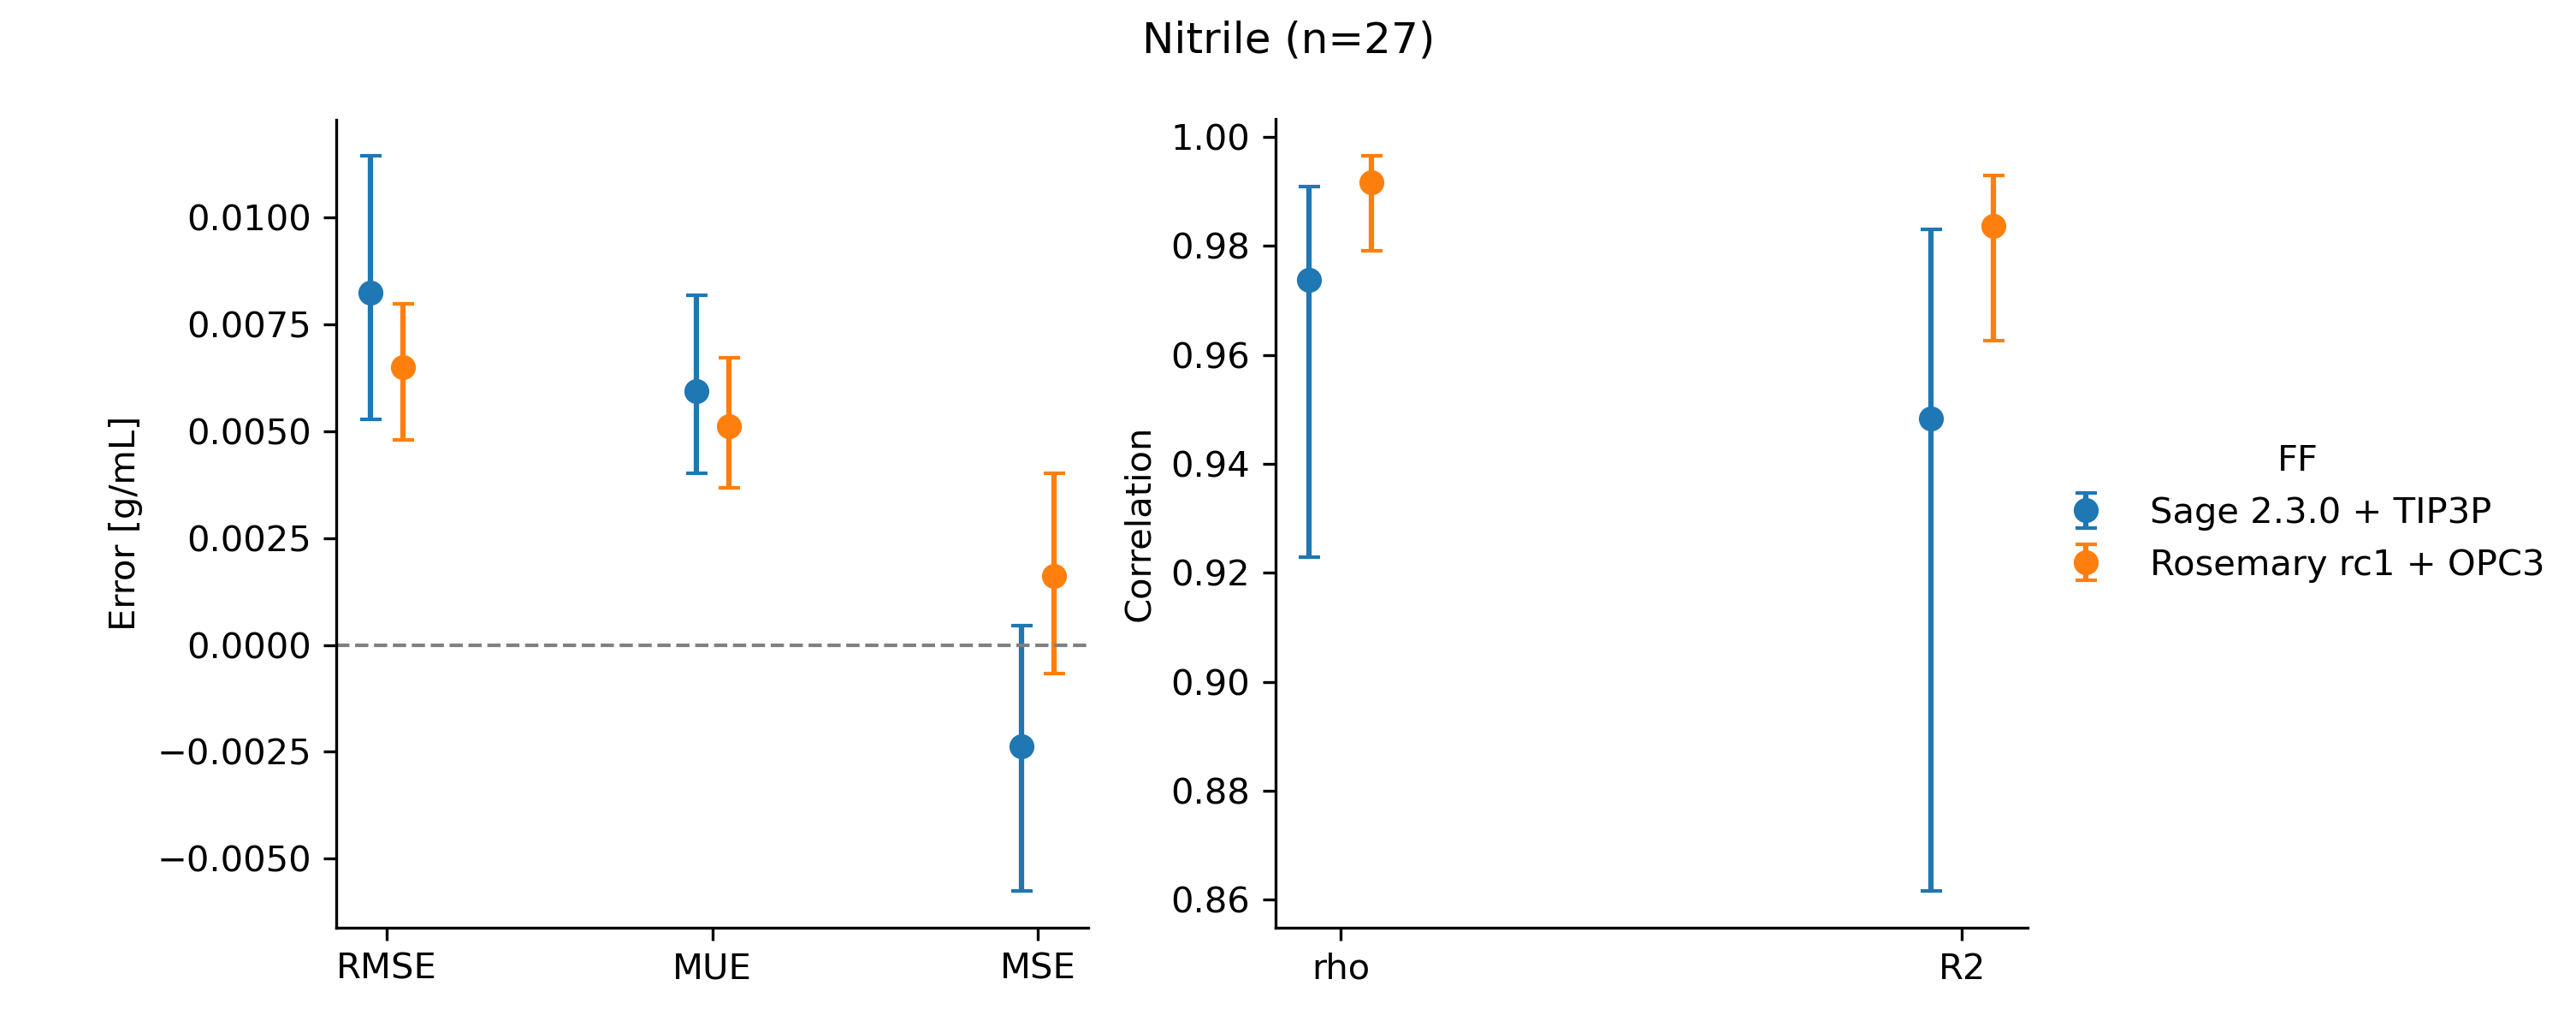 Nitrile (n=27)
Error [g/mL]
0.0100
0.0075
0.0050
0.0025
0.0000
−0.0025
−0.0050
RMSE
MUE
MSE
Correlation
1.00
0.98
0.96
0.94
0.92
0.90
0.88
0.86
rho
R2
FF
Sage 2.3.0 + TIP3P
Rosemary rc1 + OPC3